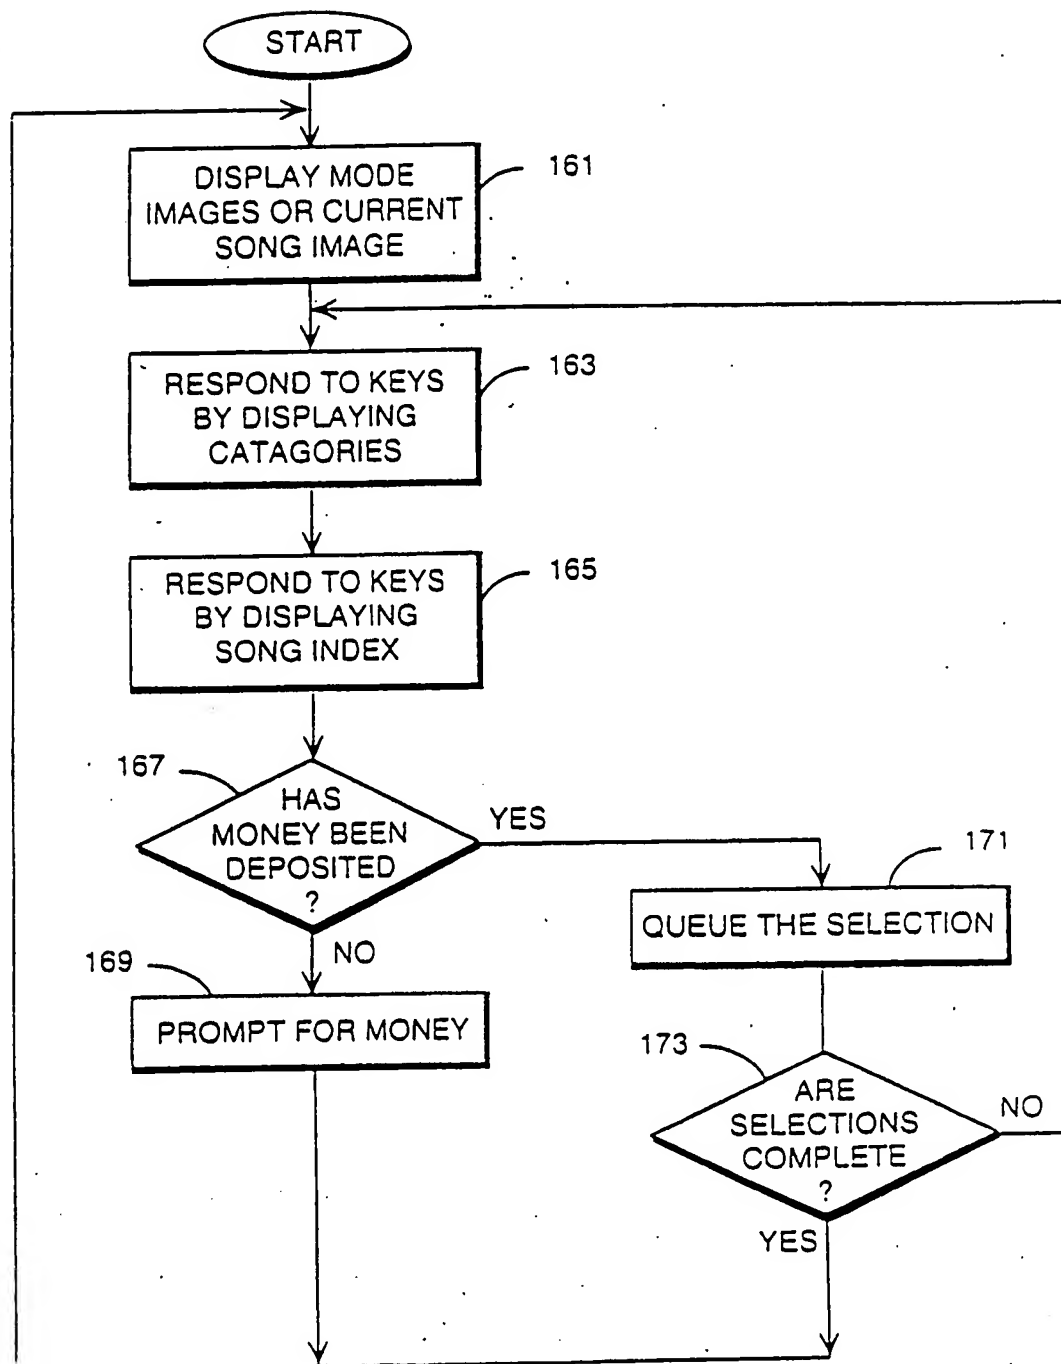 START
DISPLAY MODE
IMAGES OR CURRENT
SONG IMAGE
161
RESPOND TO KEYS
BY DISPLAYING
CATAGORIES
163
RESPOND TO KEYS
BY DISPLAYING
SONG INDEX
165
167
HAS
MONEY BEEN
DEPOSITED
?
YES
NO
171
QUEUE THE SELECTION
169
PROMPT FOR MONEY
173
ARE
SELECTIONS
COMPLETE
?
NO
YES